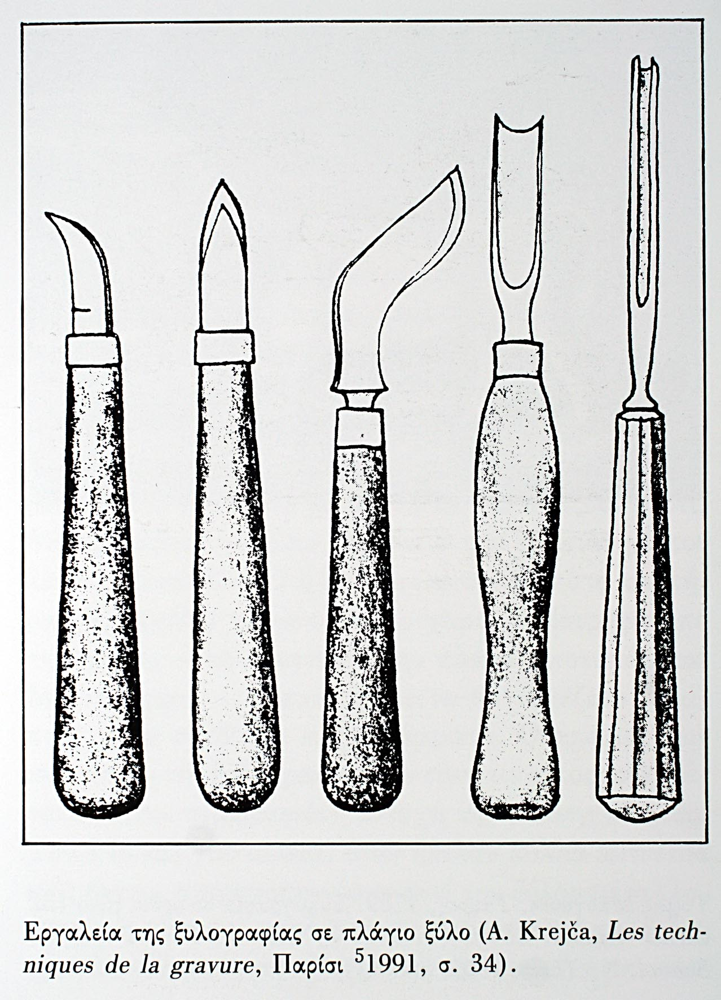 Εργαλεία της ξυλογραφίας σε πλάγιο ξύλο (A. Krejča, Les tech-
niques de la gravure, Παρίσι ⁵1991, σ. 34).